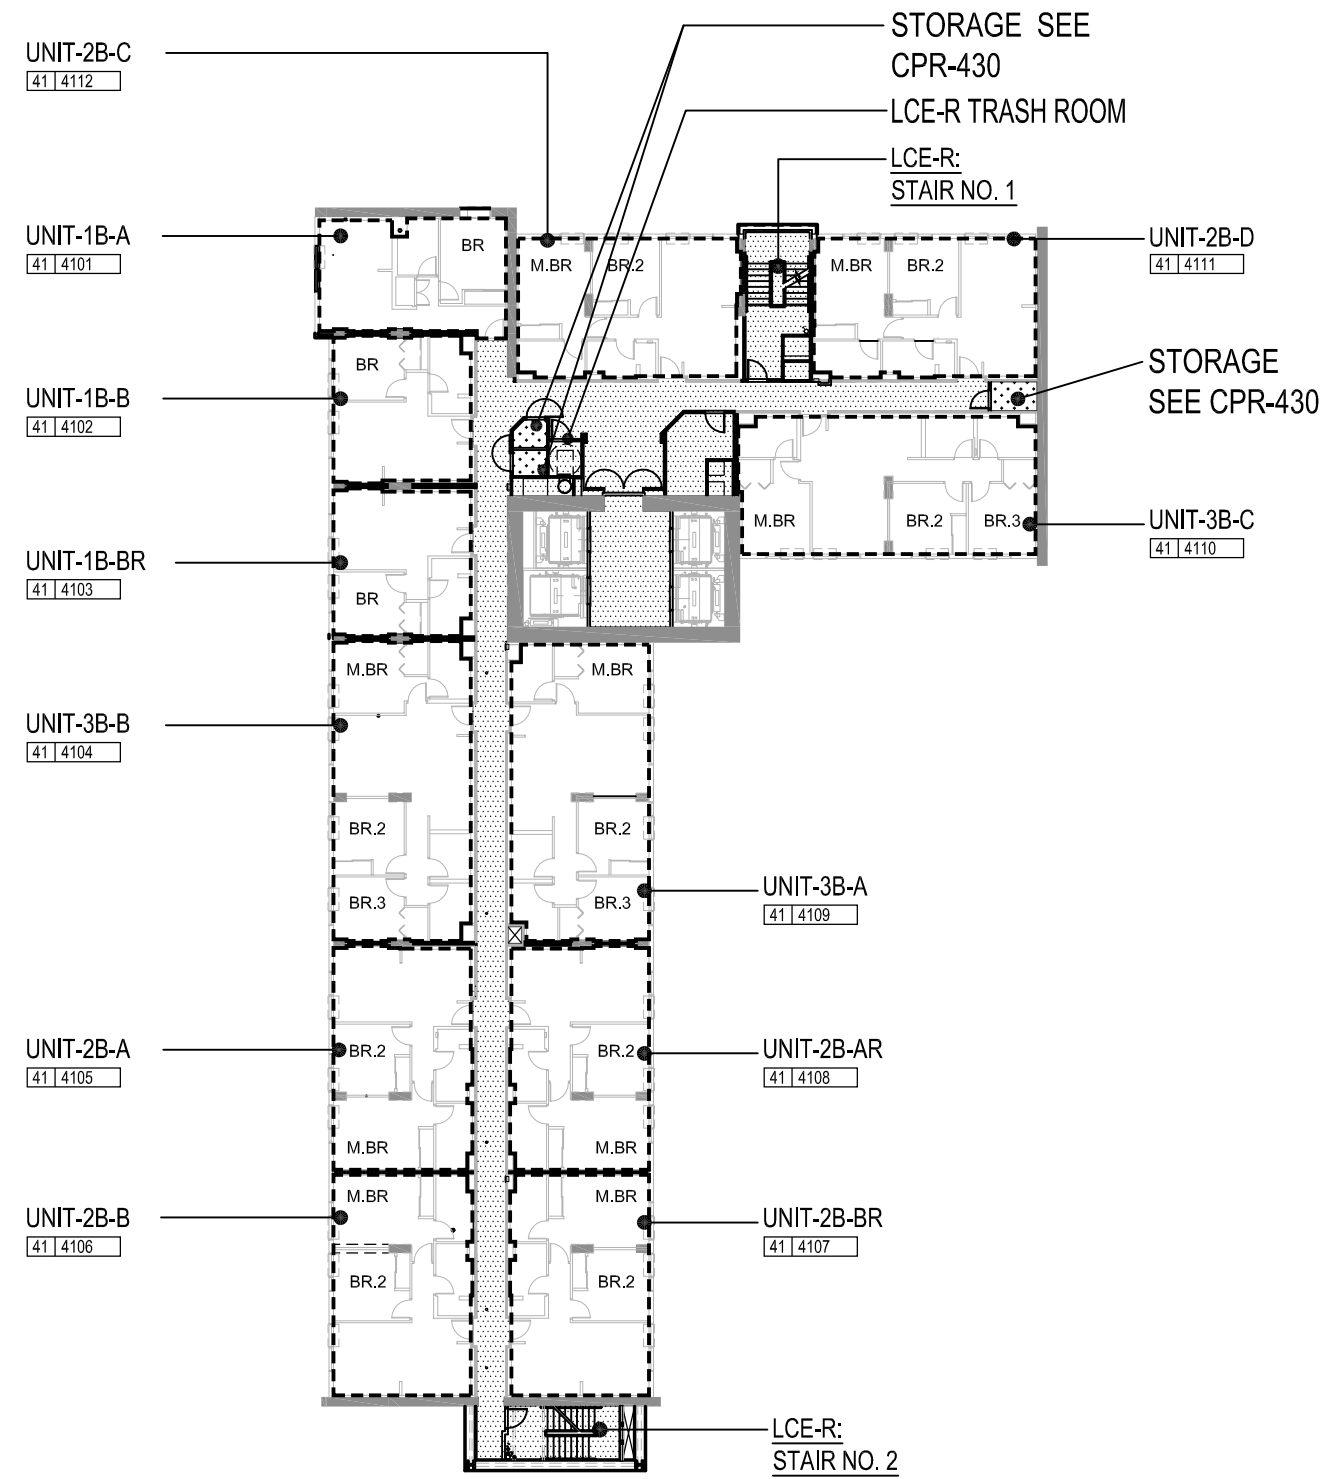 STORAGE SEE
CPR-430
LCE-R TRASH ROOM
LCE-R:
STAIR NO. 1
UNIT-2B-C
41 4112
UNIT-1B-A
41 4101
UNIT-2B-D
41 4111
BR
M.BR
BR.2
M.BR
BR.2
UNIT-1B-B
41 4102
BR
STORAGE
SEE CPR-430
UNIT-1B-BR
41 4103
BR
M.BR
BR.2
BR.3
UNIT-3B-C
41 4110
UNIT-3B-B
41 4104
M.BR
M.BR
BR.2
BR.2
BR.3
BR.3
UNIT-3B-A
41 4109
UNIT-2B-A
41 4105
BR.2
BR.2
UNIT-2B-AR
41 4108
M.BR
M.BR
UNIT-2B-B
41 4106
M.BR
M.BR
UNIT-2B-BR
41 4107
BR.2
BR.2
LCE-R:
STAIR NO. 2